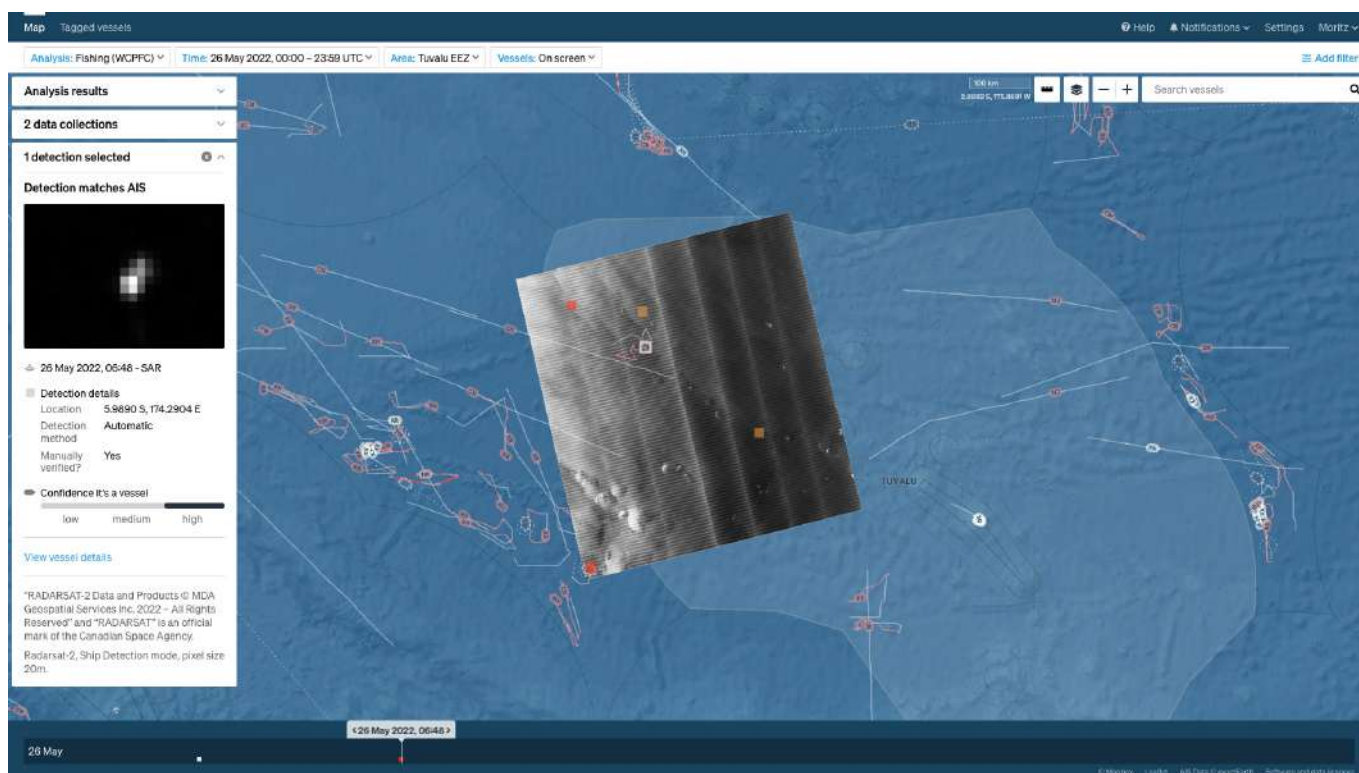 Map Tagged vessels
Help Notifications Settings Moritz
Analysis: Fishing (WCPFC) Time: 26 May 2022, 00:00 – 23:59 UTC Area: Tuvalu EEZ Vessels: On screen
Add filter
100 km
Search vessels
Analysis results
2 data collections
1 detection selected
Detection matches AIS
26 May 2022, 06:48 - SAR
Detection details
Location 5.9890 S, 174.2904 E
Detection method Automatic
Manually verified? Yes
Confidence it's a vessel
low medium high
View vessel details
"RADARSAT-2 Data and Products © MDA
Geospatial Services Inc. 2022 – All Rights
Reserved" and "RADARSAT" is an official
mark of the Canadian Space Agency.
Radarsat-2, Ship Detection mode, pixel size
20m.
TUVALU
<26 May 2022, 06:48>
26 May